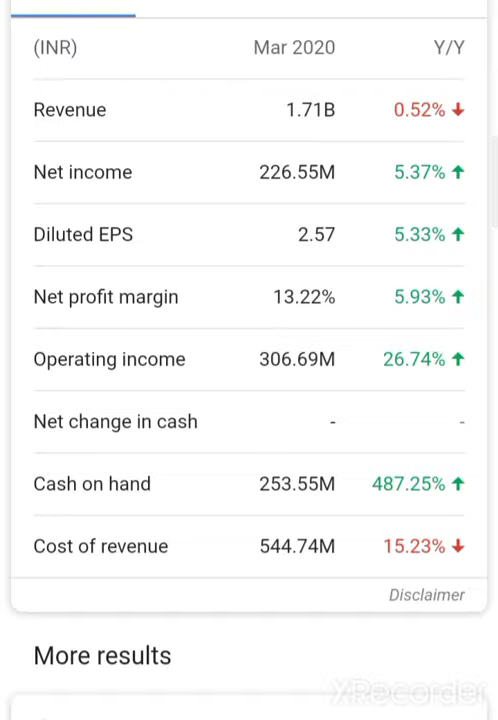 (INR) Mar 2020 Y/Y
Revenue 1.71B 0.52% ↓
Net income 226.55M 5.37% ↑
Diluted EPS 2.57 5.33% ↑
Net profit margin 13.22% 5.93% ↑
Operating income 306.69M 26.74% ↑
Net change in cash - -
Cash on hand 253.55M 487.25% ↑
Cost of revenue 544.74M 15.23% ↓
Disclaimer
More results
XRecorder